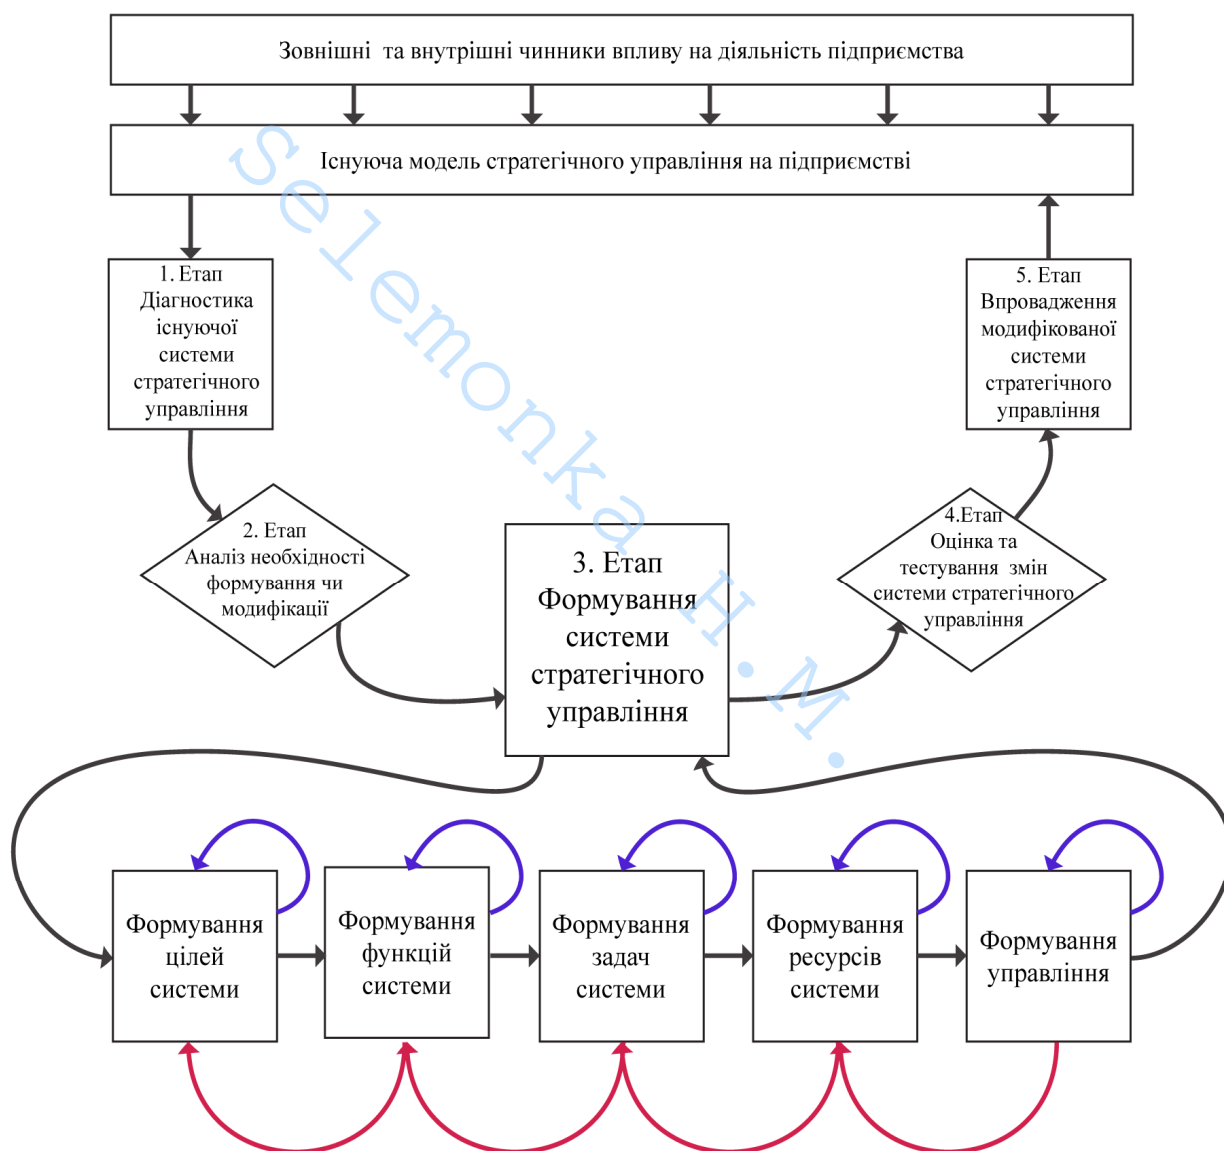 Зовнішні та внутрішні чинники впливу на діяльність підприємства
Існуюча модель стратегічного управління на підприємстві
1. Етап
Діагностика
існуючої
системи
стратегічного
управління
5. Етап
Впровадження
модифікованої
системи
стратегічного
управління
2. Етап
Аналіз необхідності
формування чи
модифікації
3. Етап
Формування
системи
стратегічного
управління
4.Етап
Оцінка та
тестування змін
системи стратегічного
управління
Формування
цілей
системи
Формування
функцій
системи
Формування
задач
системи
Формування
ресурсів
системи
Формування
управління
Selemonka H.M.